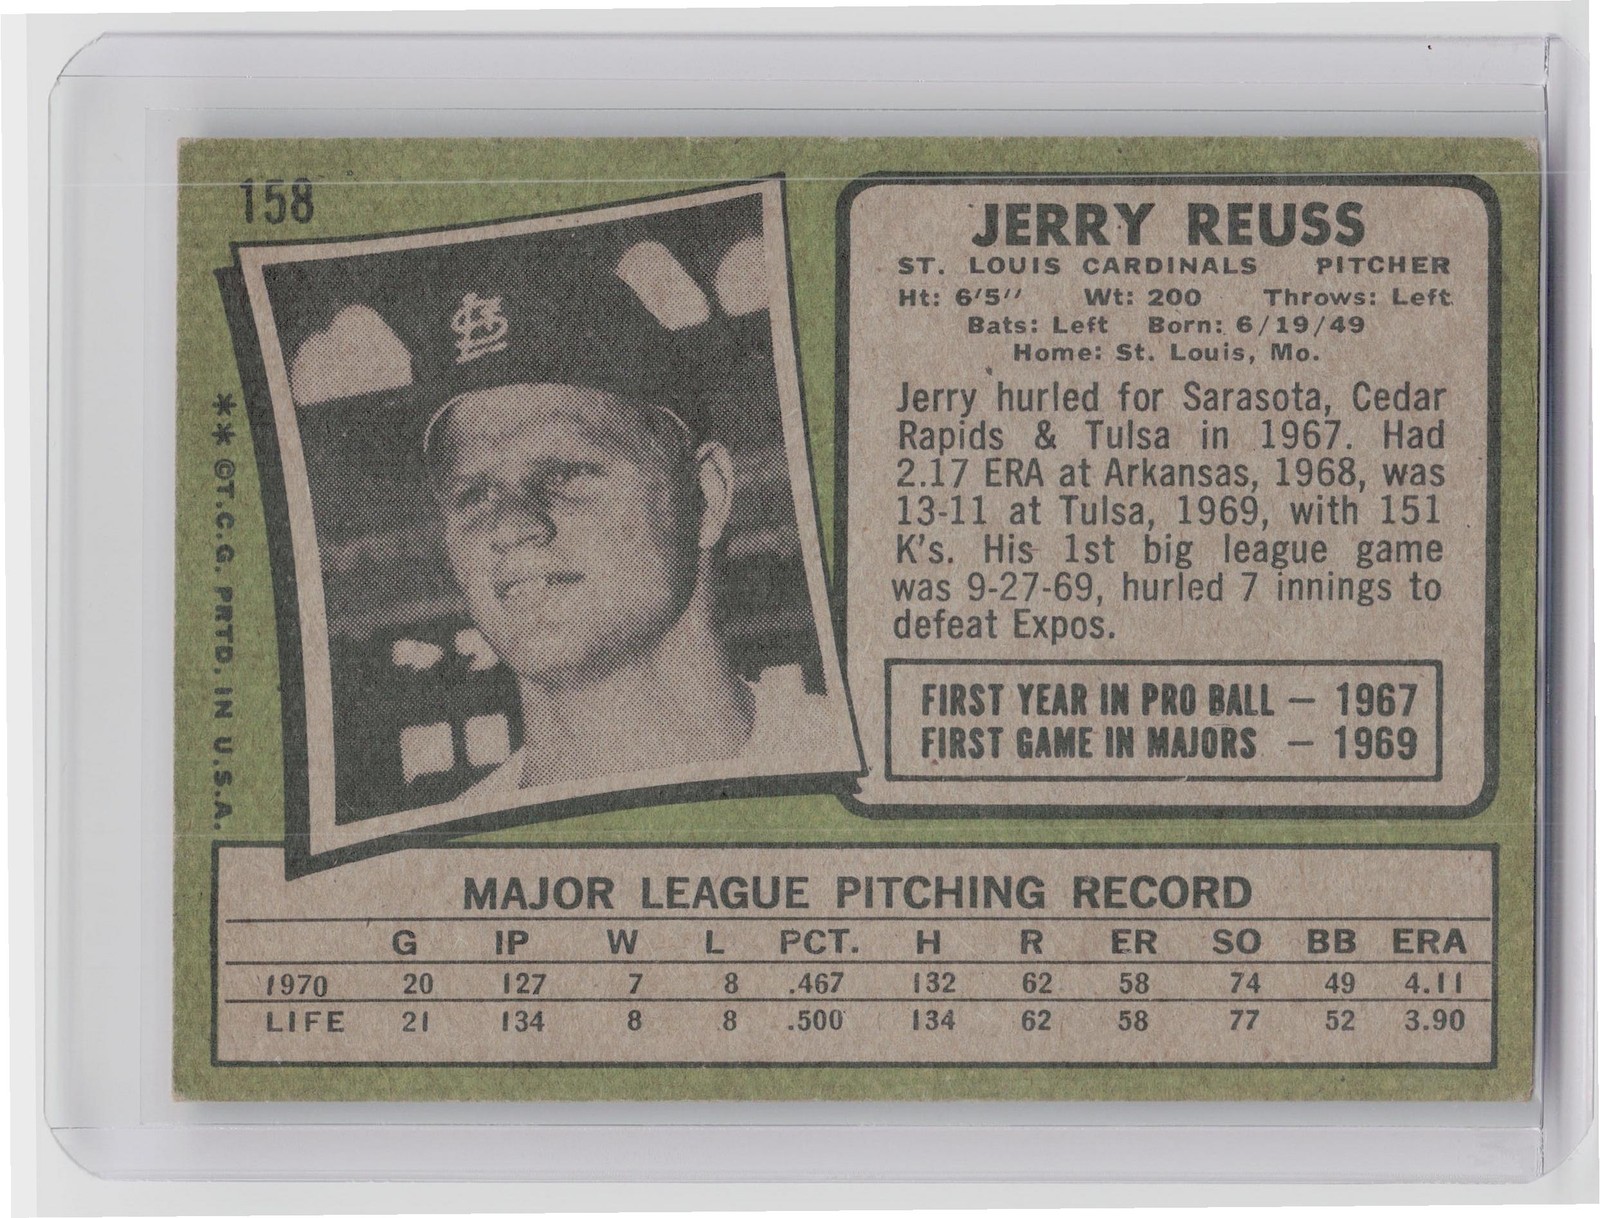 158
JERRY REUSS
ST. LOUIS CARDINALS PITCHER
Ht: 6'5" Wt: 200 Throws: Left
Bats: Left Born: 6/19/49
Home: St. Louis, Mo.
Jerry hurled for Sarasota, Cedar
Rapids & Tulsa in 1967. Had
2.17 ERA at Arkansas, 1968, was
13-11 at Tulsa, 1969, with 151
K's. His 1st big league game
was 9-27-69, hurled 7 innings to
defeat Expos.
FIRST YEAR IN PRO BALL — 1967
FIRST GAME IN MAJORS — 1969
** ©T.C.G. PRTD. IN U.S.A.
StL
MAJOR LEAGUE PITCHING RECORD
G IP W L PCT. H R ER SO BB ERA
1970 20 127 7 8 .467 132 62 58 74 49 4.11
LIFE 21 134 8 8 .500 134 62 58 77 52 3.90